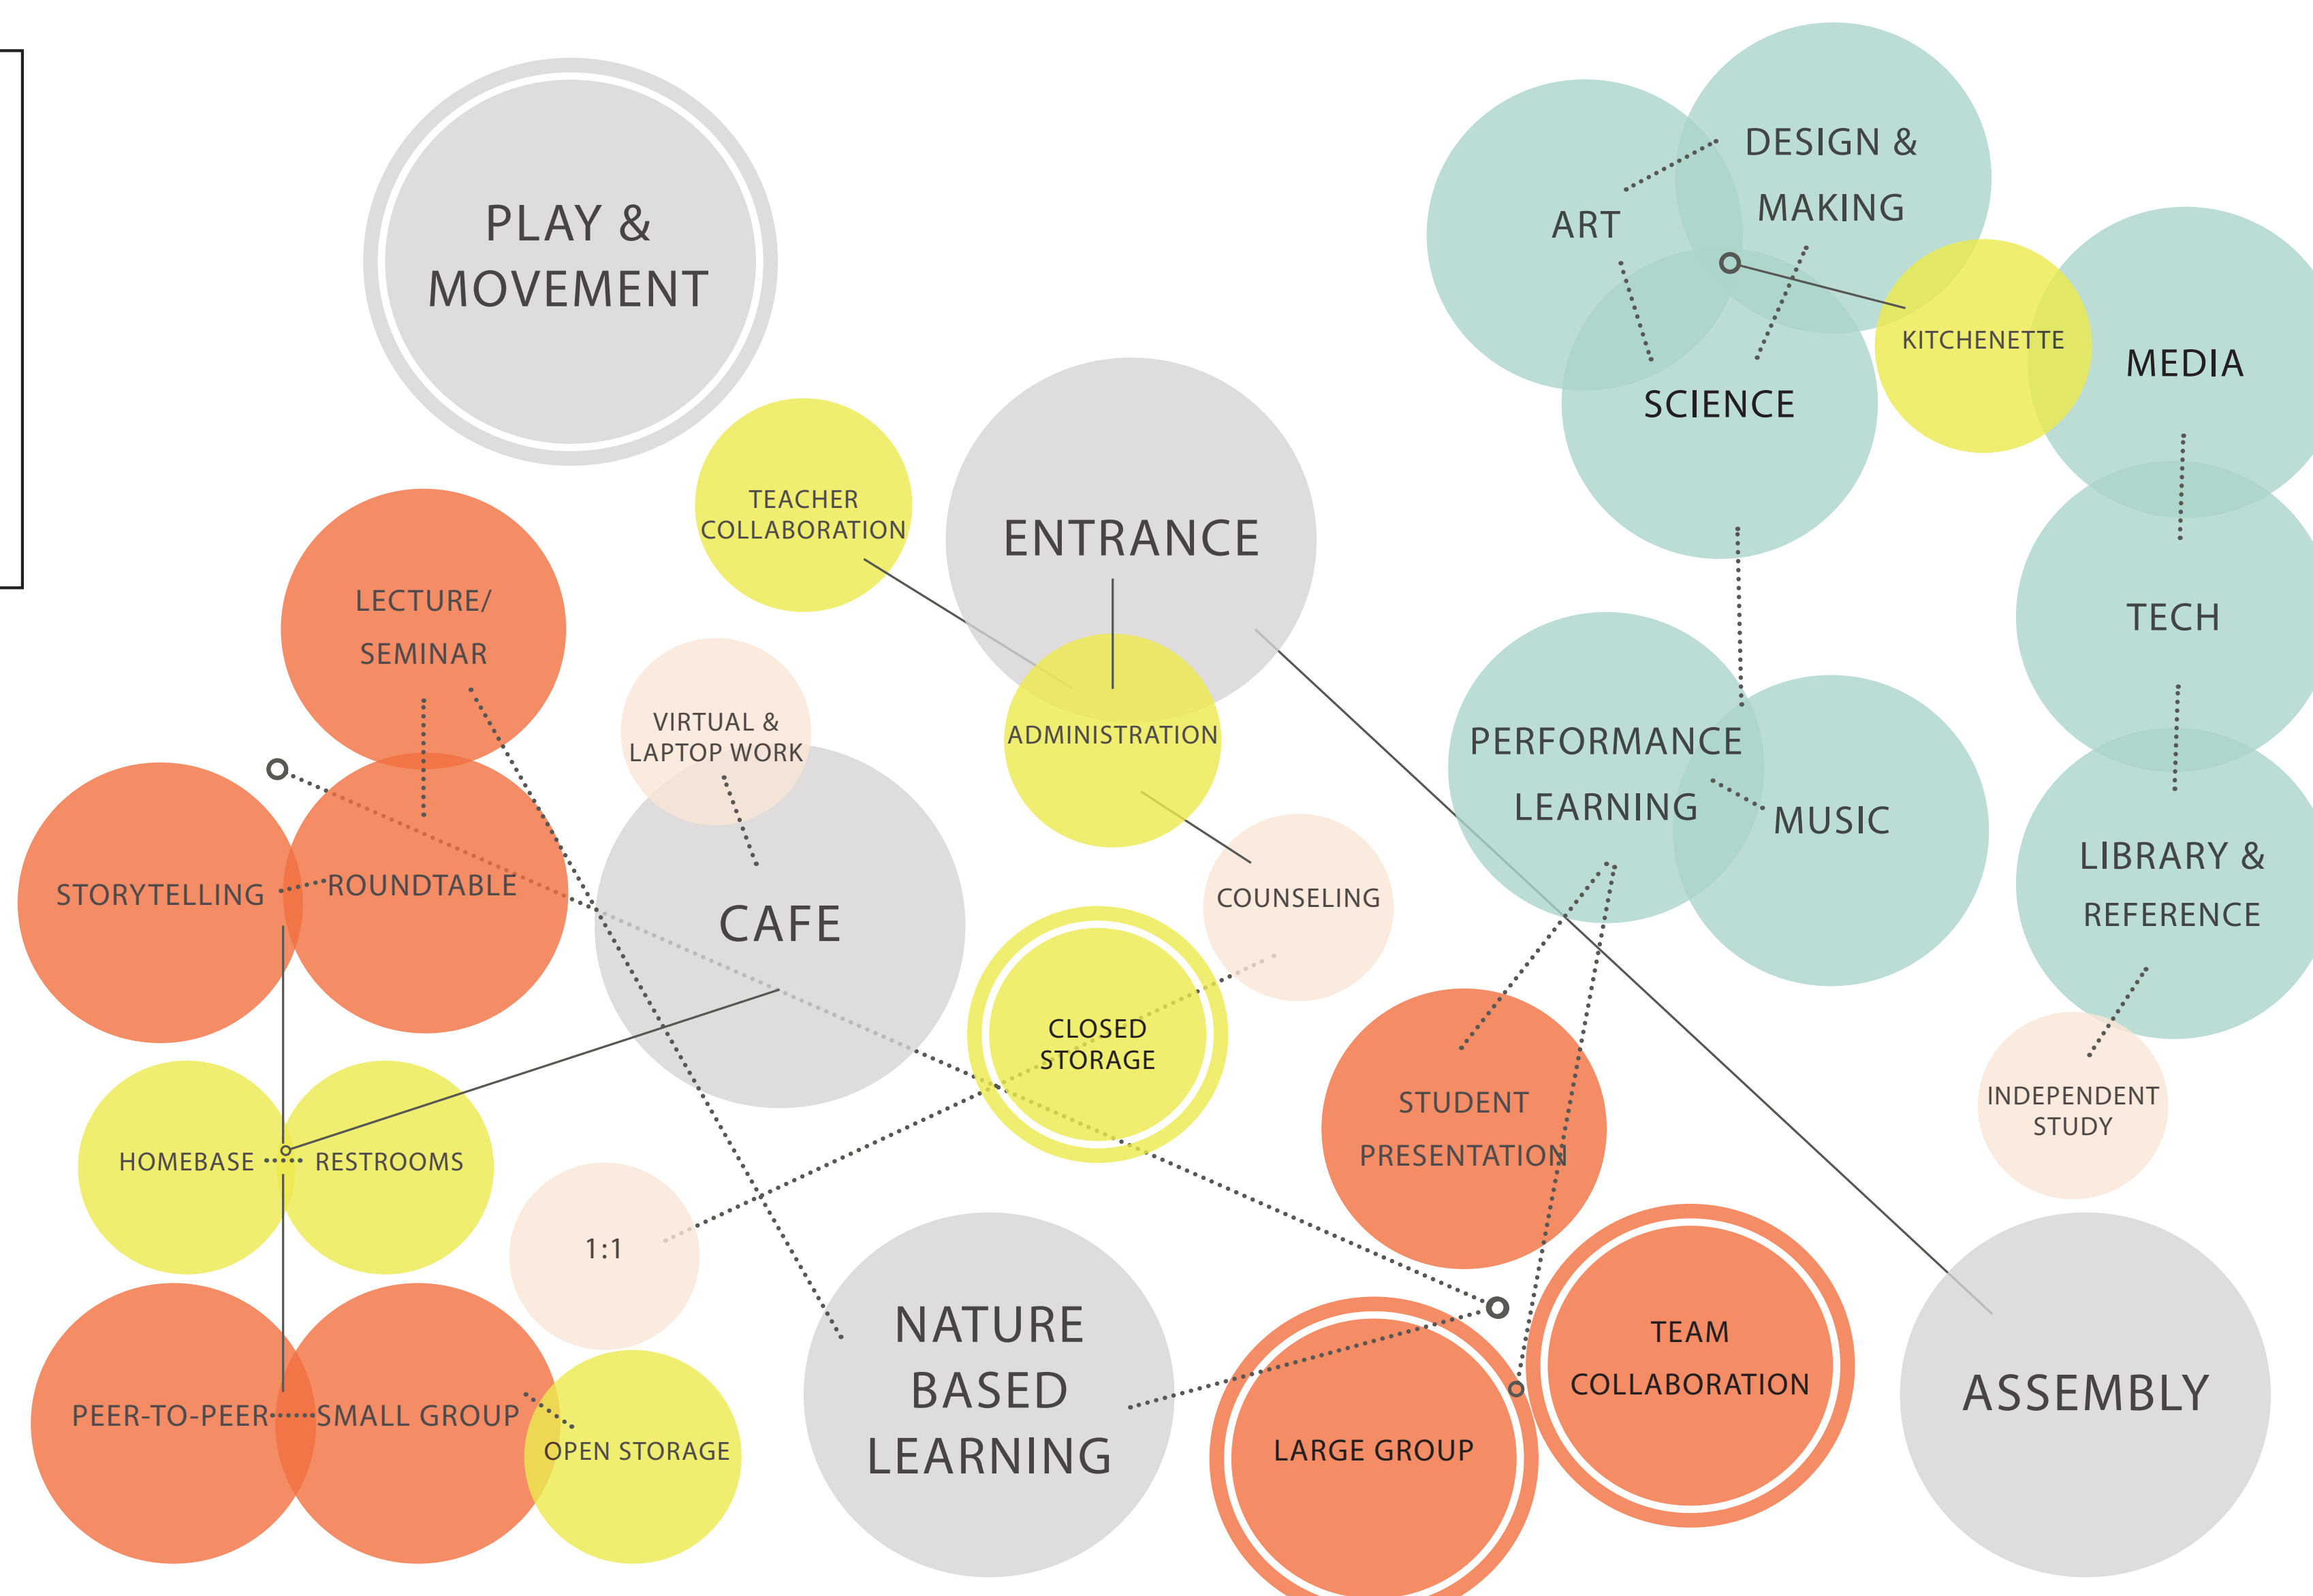 PLAY &
MOVEMENT
DESIGN &
MAKING
ART
KITCHENETTE
MEDIA
SCIENCE
TEACHER
COLLABORATION
ENTRANCE
LECTURE/
SEMINAR
TECH
VIRTUAL &
LAPTOP WORK
ADMINISTRATION
PERFORMANCE
LEARNING
MUSIC
LIBRARY &
REFERENCE
STORYTELLING
ROUNDTABLE
CAFE
COUNSELING
CLOSED
STORAGE
STUDENT
PRESENTATION
INDEPENDENT
STUDY
HOMEBASE
RESTROOMS
1:1
NATURE
BASED
LEARNING
TEAM
COLLABORATION
ASSEMBLY
PEER-TO-PEER
SMALL GROUP
OPEN STORAGE
LARGE GROUP